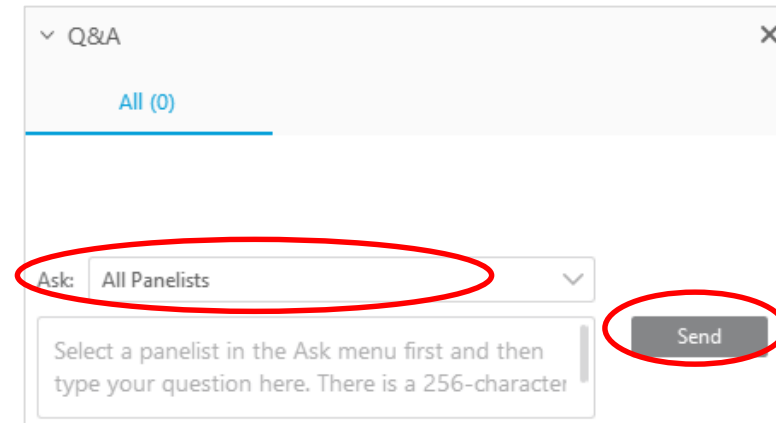 Q&A
All (0)
Ask: All Panelists
Send
Select a panelist in the Ask menu first and then
type your question here. There is a 256-character